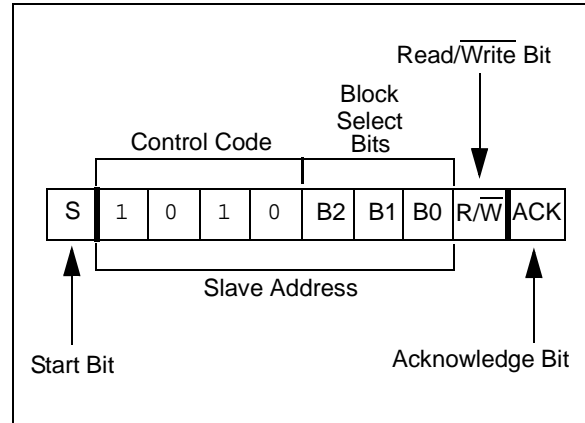 Read/Write Bit
Block
Select
Bits
Control Code
S 1 0 1 0 B2 B1 B0 R/W ACK
Slave Address
Start Bit
Acknowledge Bit